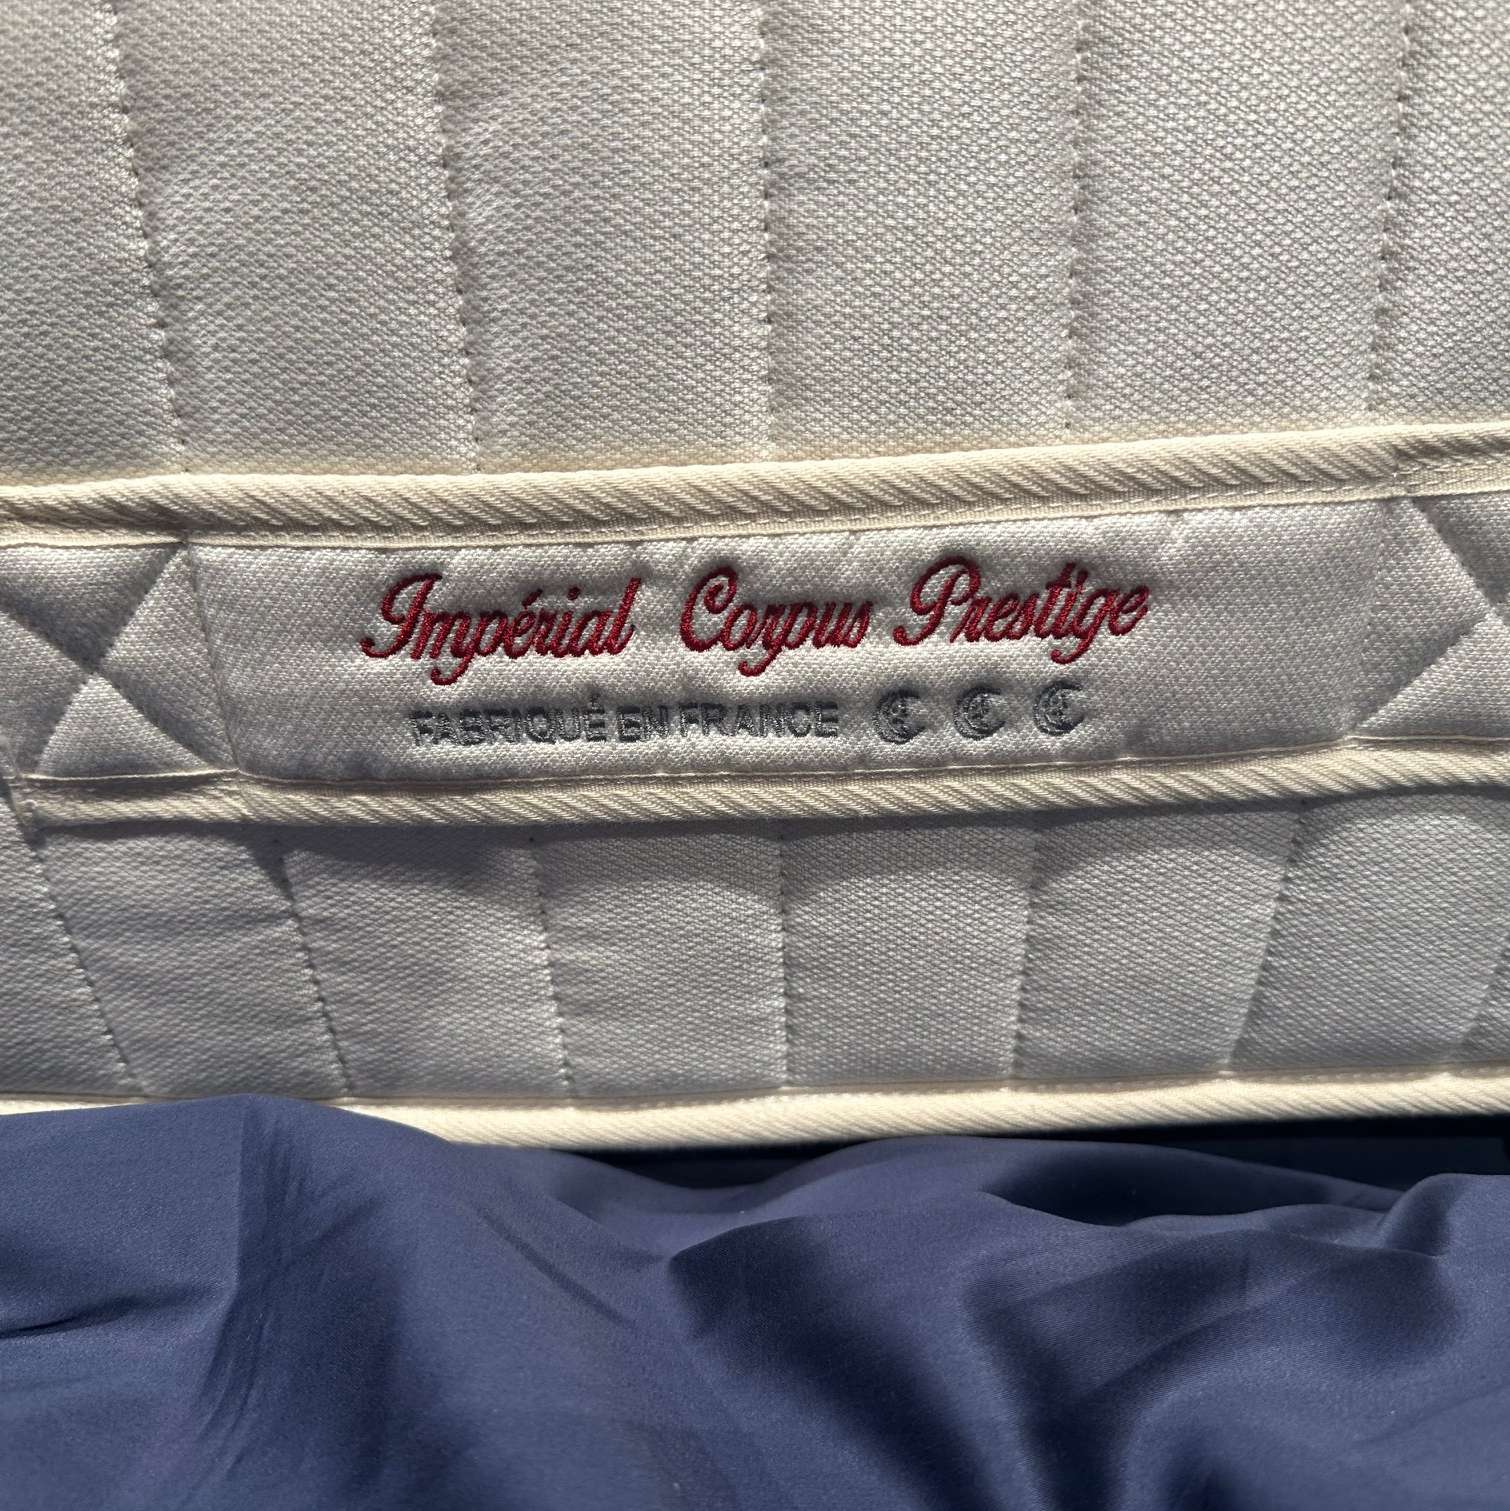 Impérial Corpus Prestige
FABRIQUÉ EN FRANCE